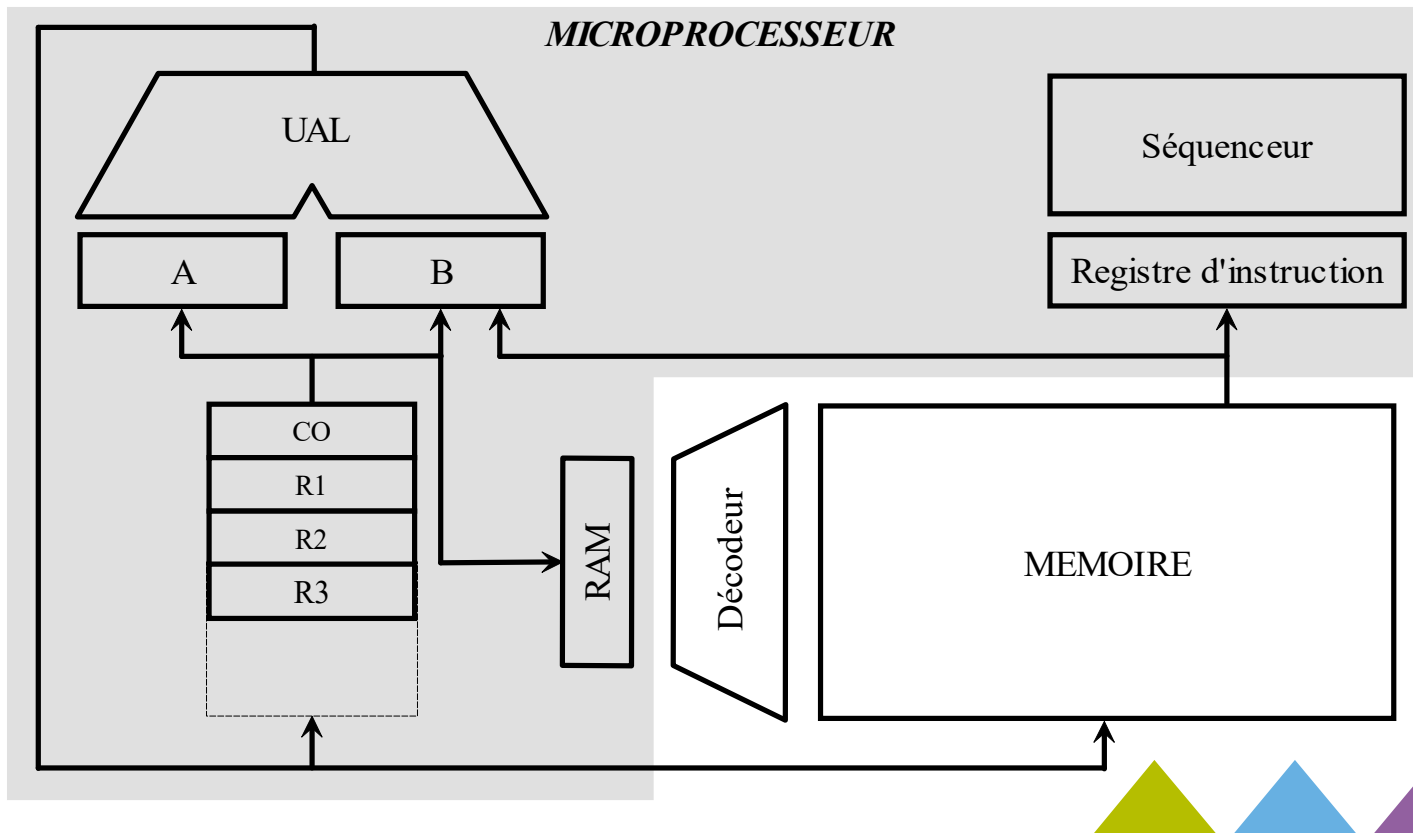 MICROPROCESSEUR
UAL
Séquenceur
A
B
Registre d'instruction
CO
R1
R2
R3
RAM
Décodeur
MEMOIRE